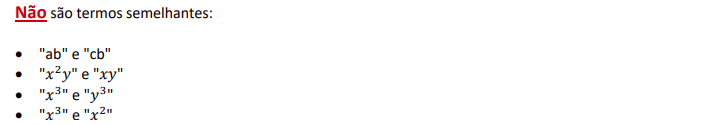 Não são termos semelhantes:
• "ab" e "cb"
• "x²y" e "xy"
• "x³" e "y³"
• "x³" e "x²"